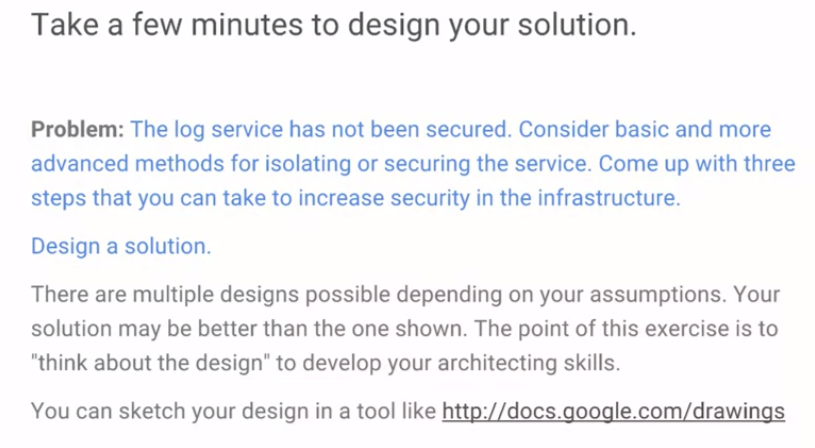 Take a few minutes to design your solution.
Problem: The log service has not been secured. Consider basic and more
advanced methods for isolating or securing the service. Come up with three
steps that you can take to increase security in the infrastructure.
Design a solution.
There are multiple designs possible depending on your assumptions. Your
solution may be better than the one shown. The point of this exercise is to
"think about the design" to develop your architecting skills.
You can sketch your design in a tool like http://docs.google.com/drawings